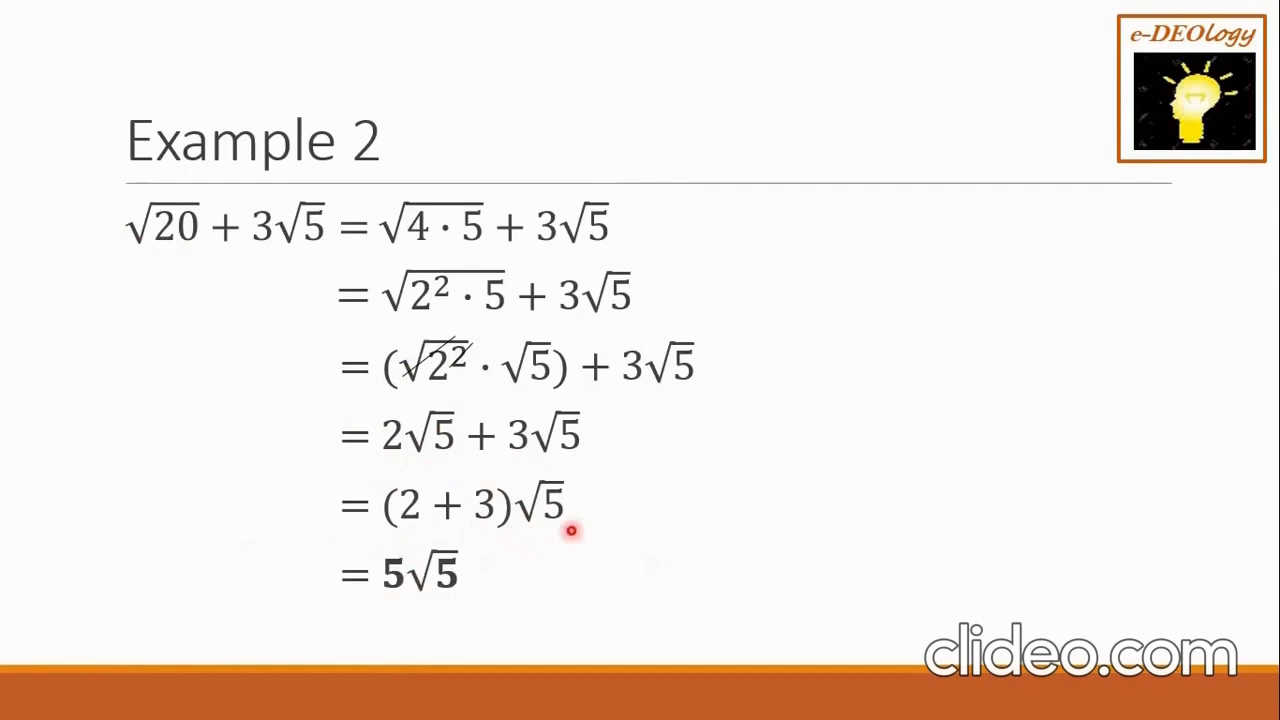 e-DEOlogy
Example 2
√20 + 3√5 = √4 · 5 + 3√5
= √2² · 5 + 3√5
= (√2² · √5) + 3√5
= 2√5 + 3√5
= (2 + 3)√5
= 5√5
clideo.com